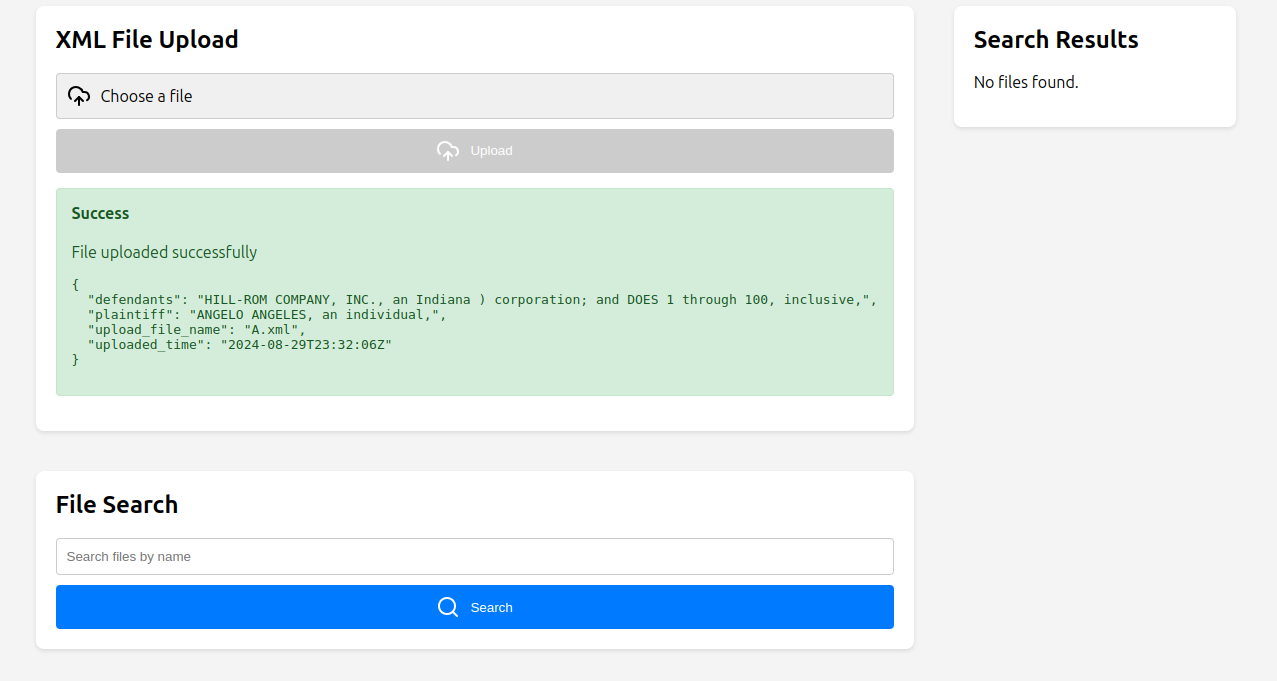 XML File Upload
Choose a file
Upload
Success
File uploaded successfully
{
  "defendants": "HILL-ROM COMPANY, INC., an Indiana ) corporation; and DOES 1 through 100, inclusive,",
  "plaintiff": "ANGELO ANGELES, an individual,",
  "upload_file_name": "A.xml",
  "uploaded_time": "2024-08-29T23:32:06Z"
}
File Search
Search files by name
Search
Search Results
No files found.